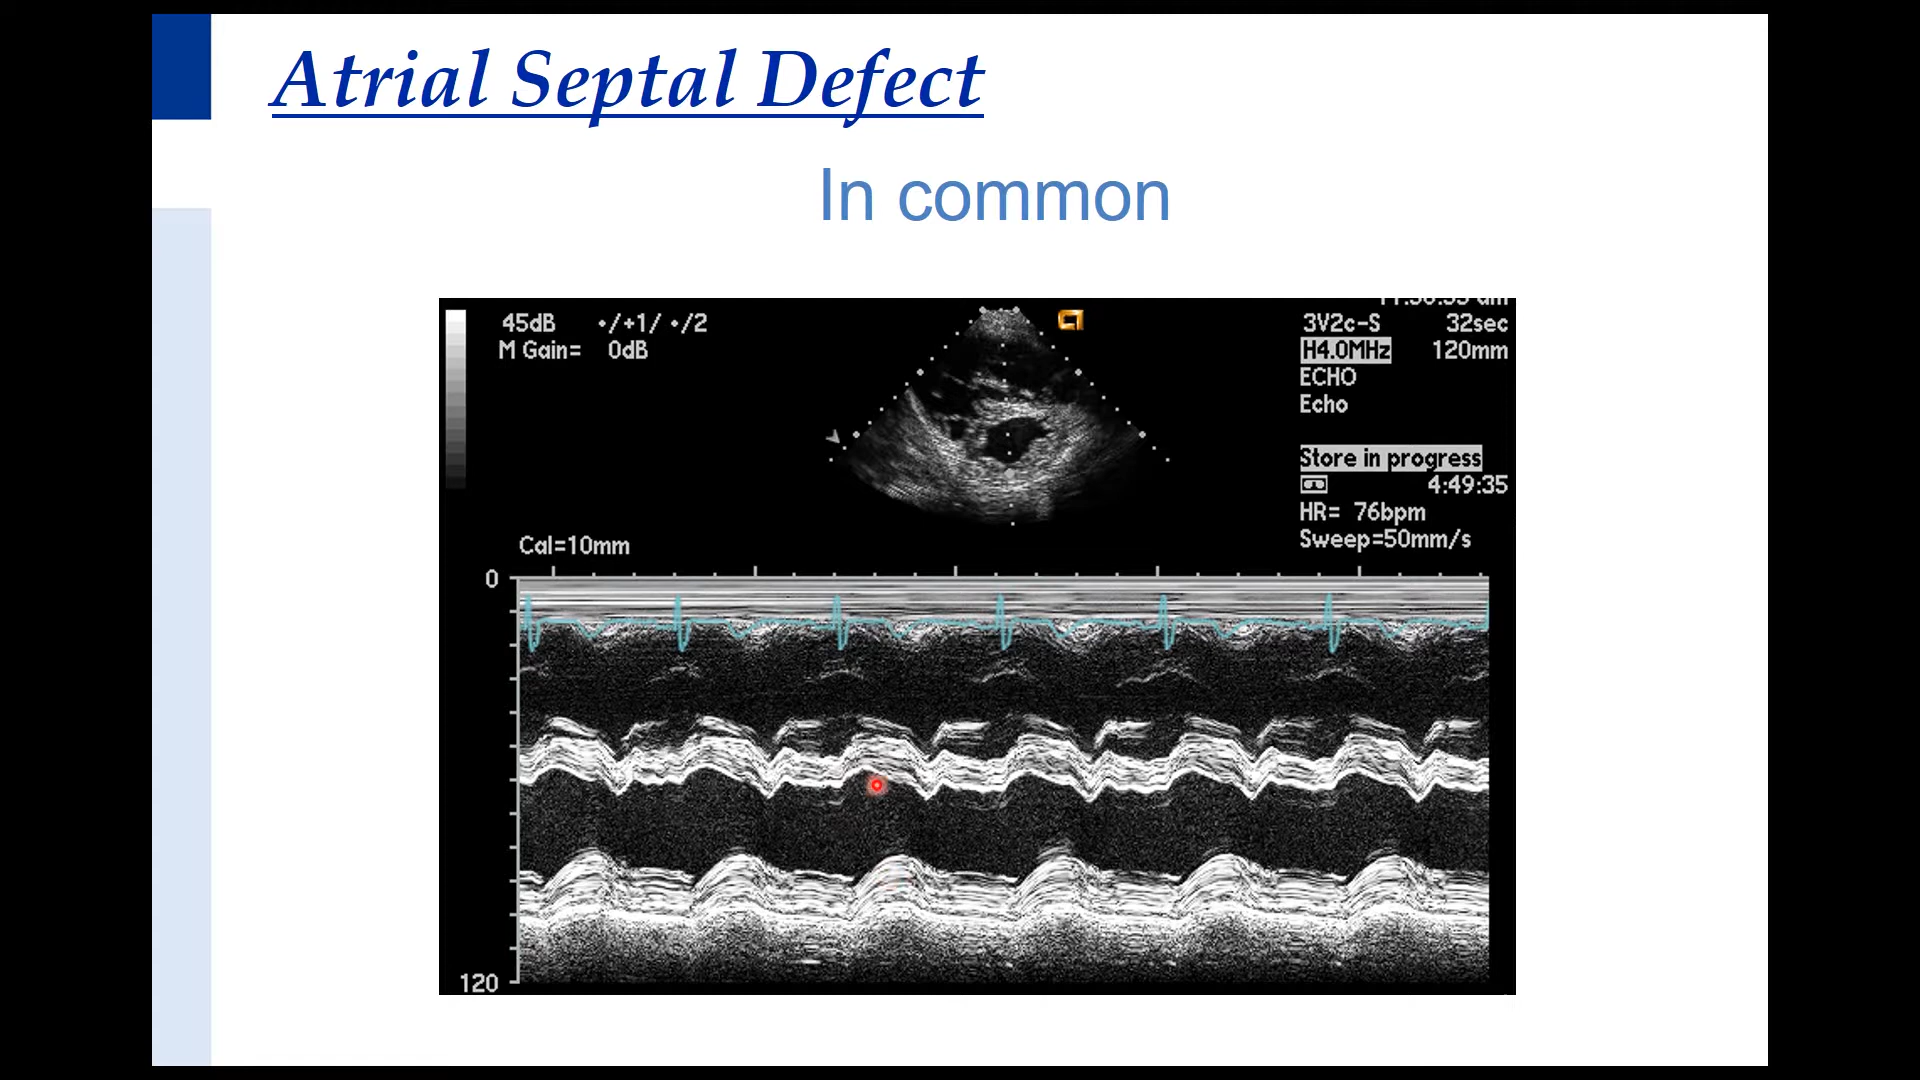 Atrial Septal Defect
In common
45dB •/+1/ •/2
M Gain= 0dB
3V2c-S 32sec
H4.0MHz 120mm
ECHO
Echo
Store in progress
4:49:35
HR= 76bpm
Sweep=50mm/s
Cal=10mm
0
120